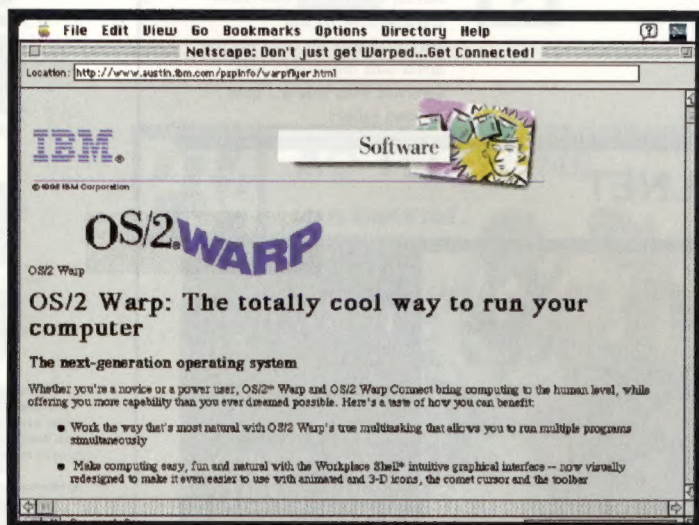 File Edit View Go Bookmarks Options Directory Help
Netscape: Don't just get Warped...Get Connected!
Location: http://www.austin.ibm.com/pspinfo/warpflyer.html
IBM®
Software
OS/2® WARP
OS/2 Warp
OS/2 Warp: The totally cool way to run your
computer
The next-generation operating system
Whether you're a novice or a power user, OS/2® Warp and OS/2 Warp Connect bring computing to the human level, while
offering you more capability than you ever dreamed possible. Here's a taste of how you can benefit:
• Work the way that's most natural with OS/2 Warp's true multitasking that allows you to run multiple programs
simultaneously
• Make computing easy, fun and natural with the Workplace Shell® intuitive graphical interface -- now visually
redesigned to make it even easier to use with animated and 3-D icons, the comet cursor and the toolbar